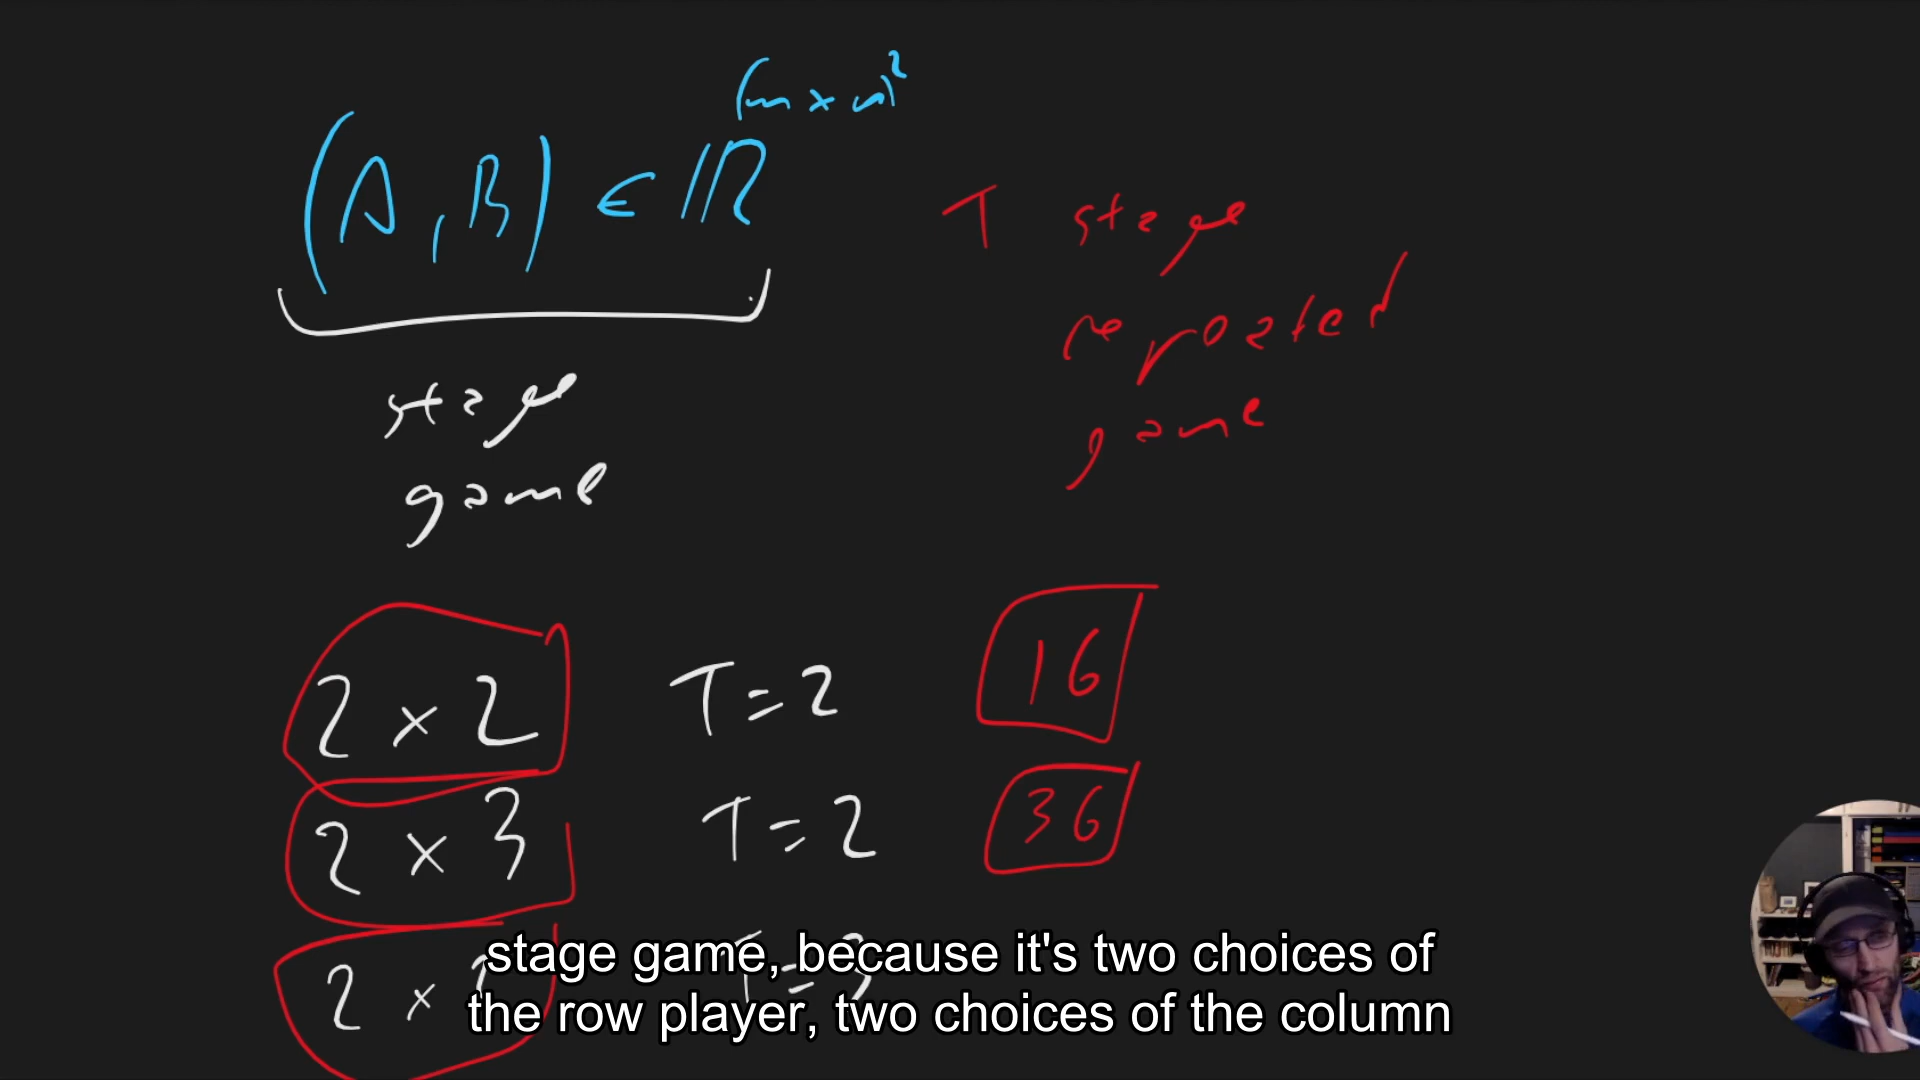 (m x n)²
(A, B) ∈ ℝ
T stage
repeated
game
stage
game
2 x 2 T = 2 16
2 x 3 T = 2 36
2 x T = 3
stage game, because it's two choices of
the row player, two choices of the column